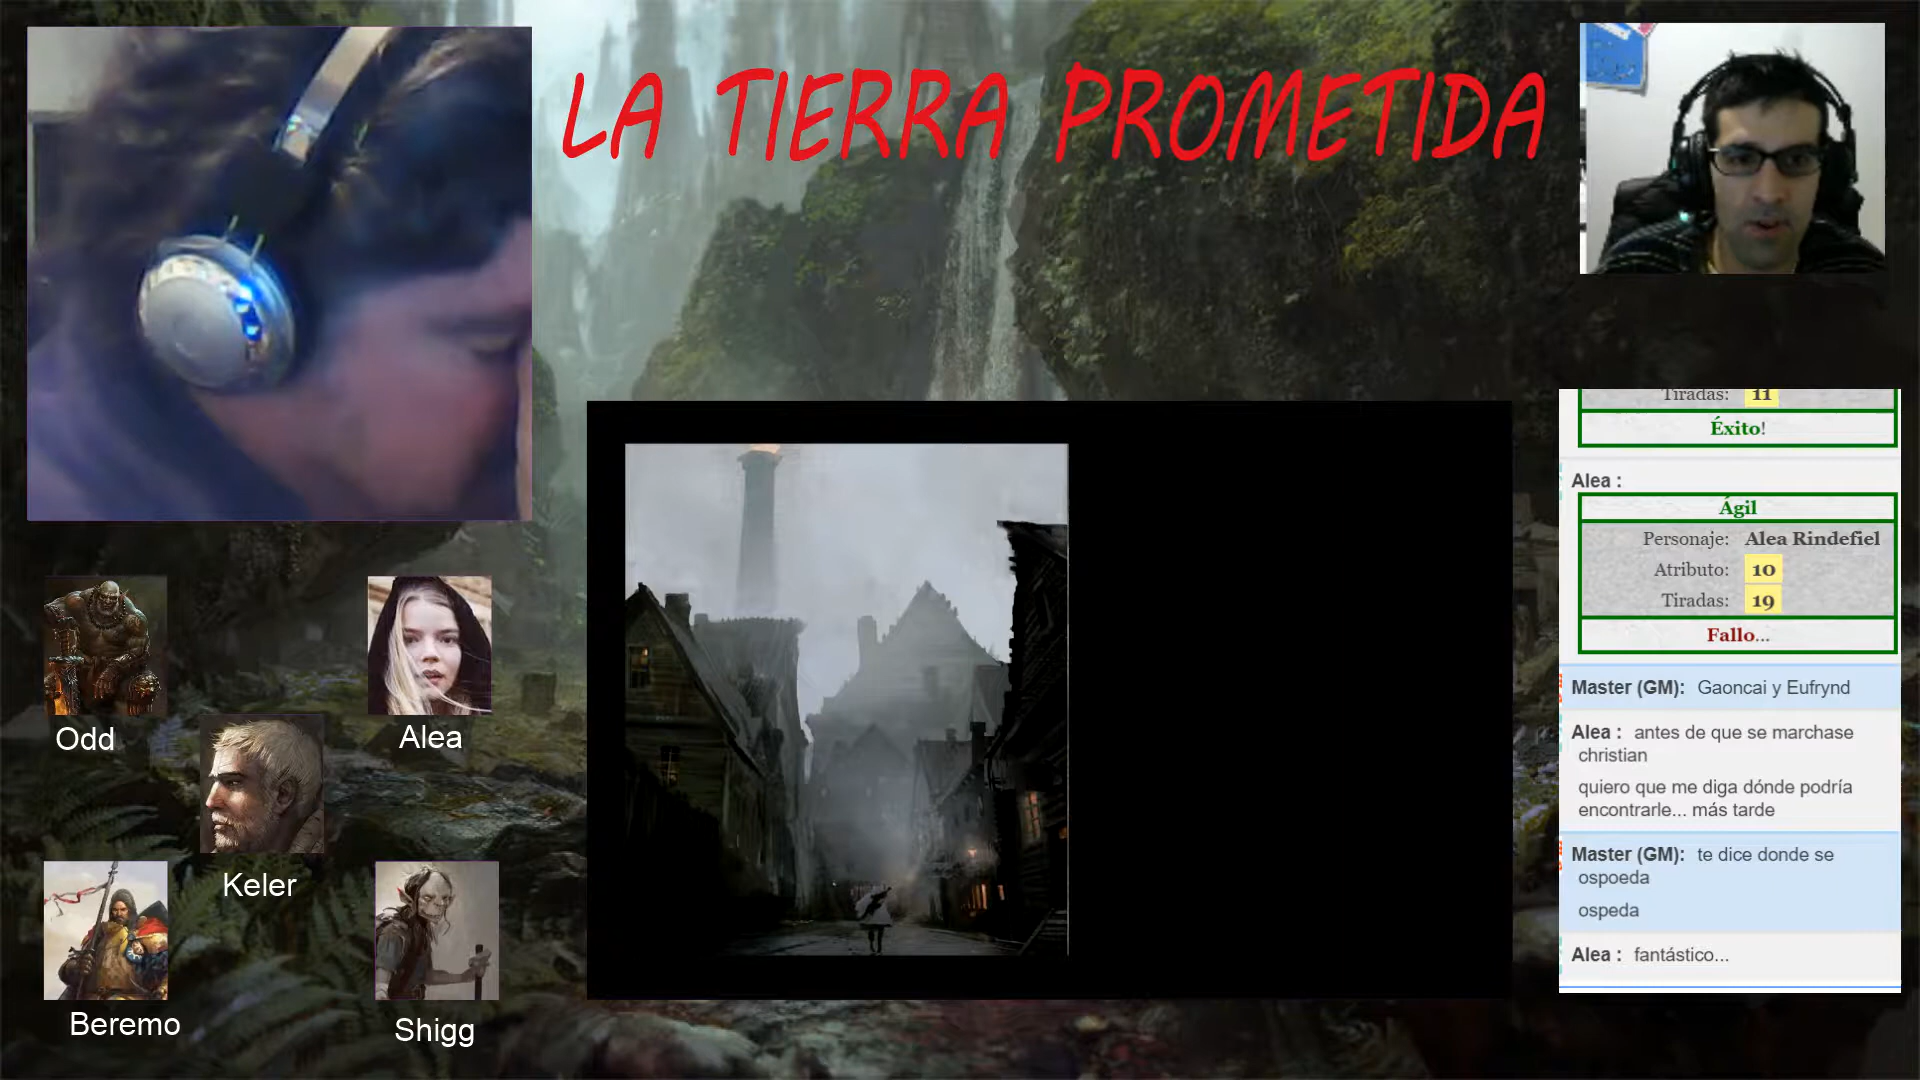 LA TIERRA PROMETIDA
Odd
Alea
Keler
Beremo
Shigg
Tiradas: 11
Éxito!
Alea :
Ágil
Personaje: Alea Rindefiel
Atributo: 10
Tiradas: 19
Fallo...
Master (GM): Gaoncai y Eufrynd
Alea : antes de que se marchase
christian
quiero que me diga dónde podría
encontrarle... más tarde
Master (GM): te dice donde se
ospoeda
ospeda
Alea : fantástico...